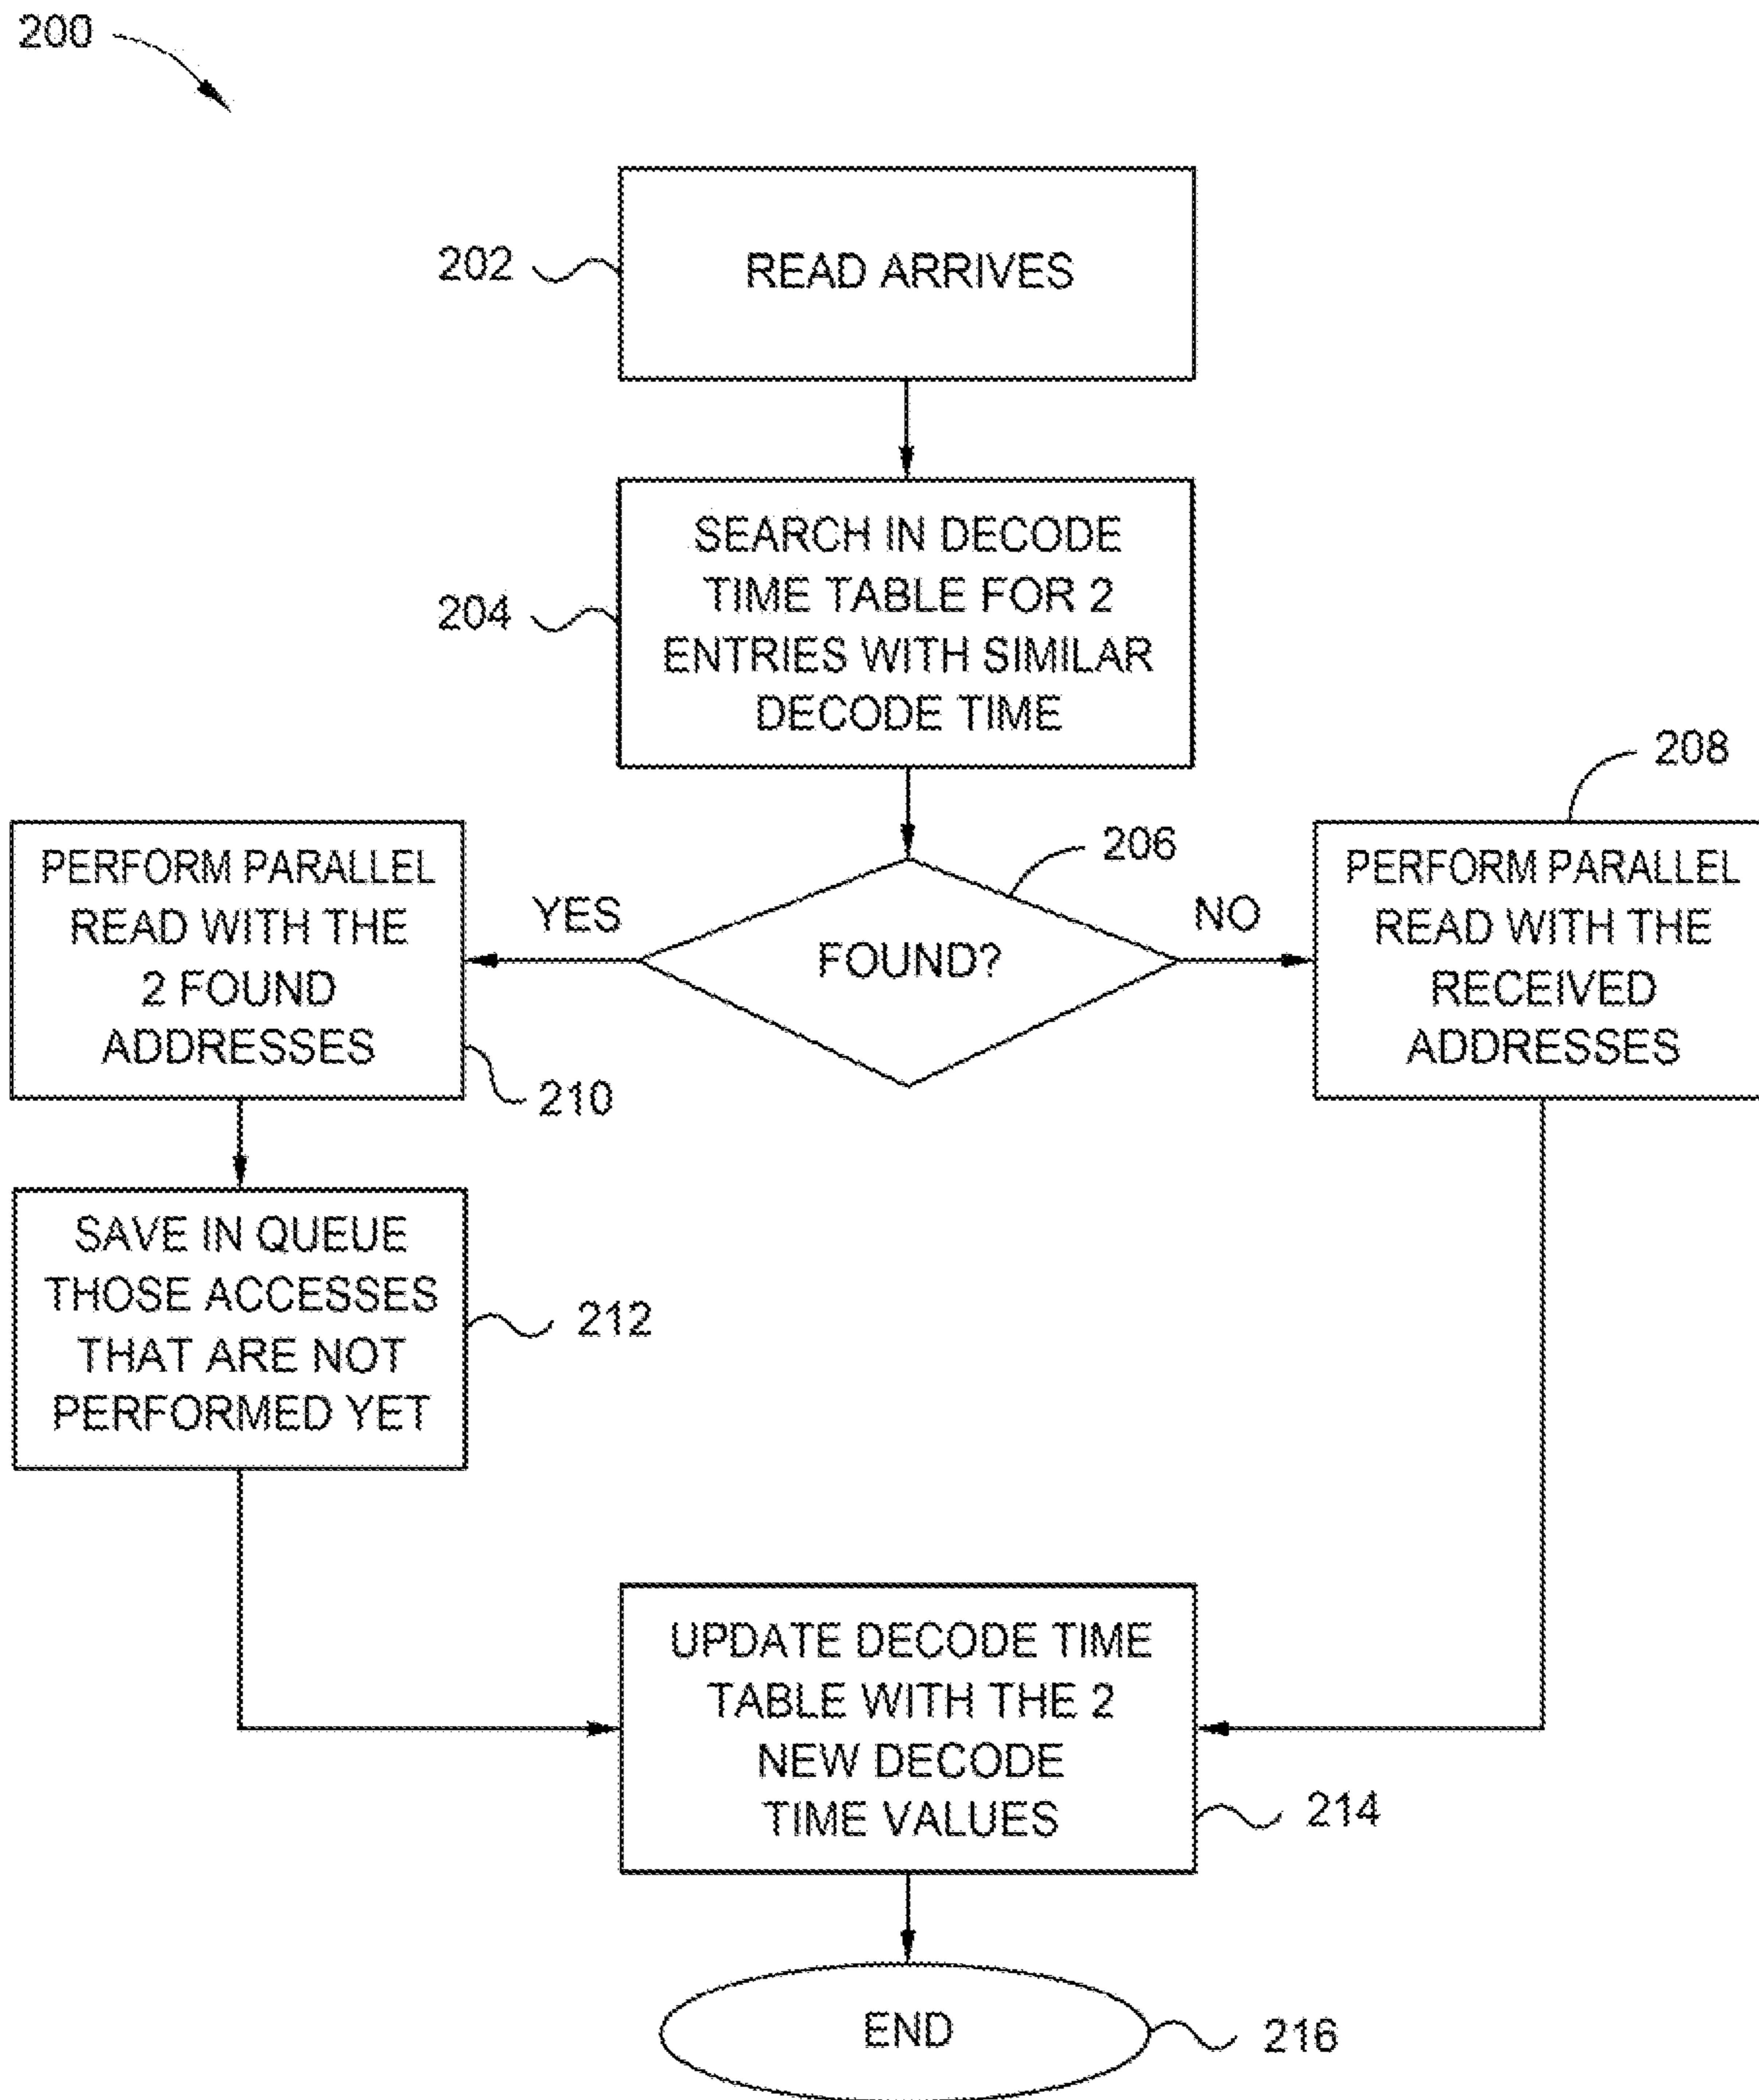 200
202
READ ARRIVES
204
SEARCH IN DECODE
TIME TABLE FOR 2
ENTRIES WITH SIMILAR
DECODE TIME
206
FOUND?
YES
NO
208
PERFORM PARALLEL
READ WITH THE
RECEIVED
ADDRESSES
PERFORM PARALLEL
READ WITH THE
2 FOUND
ADDRESSES
210
SAVE IN QUEUE
THOSE ACCESSES
THAT ARE NOT
PERFORMED YET
212
UPDATE DECODE TIME
TABLE WITH THE 2
NEW DECODE
TIME VALUES
214
END
216